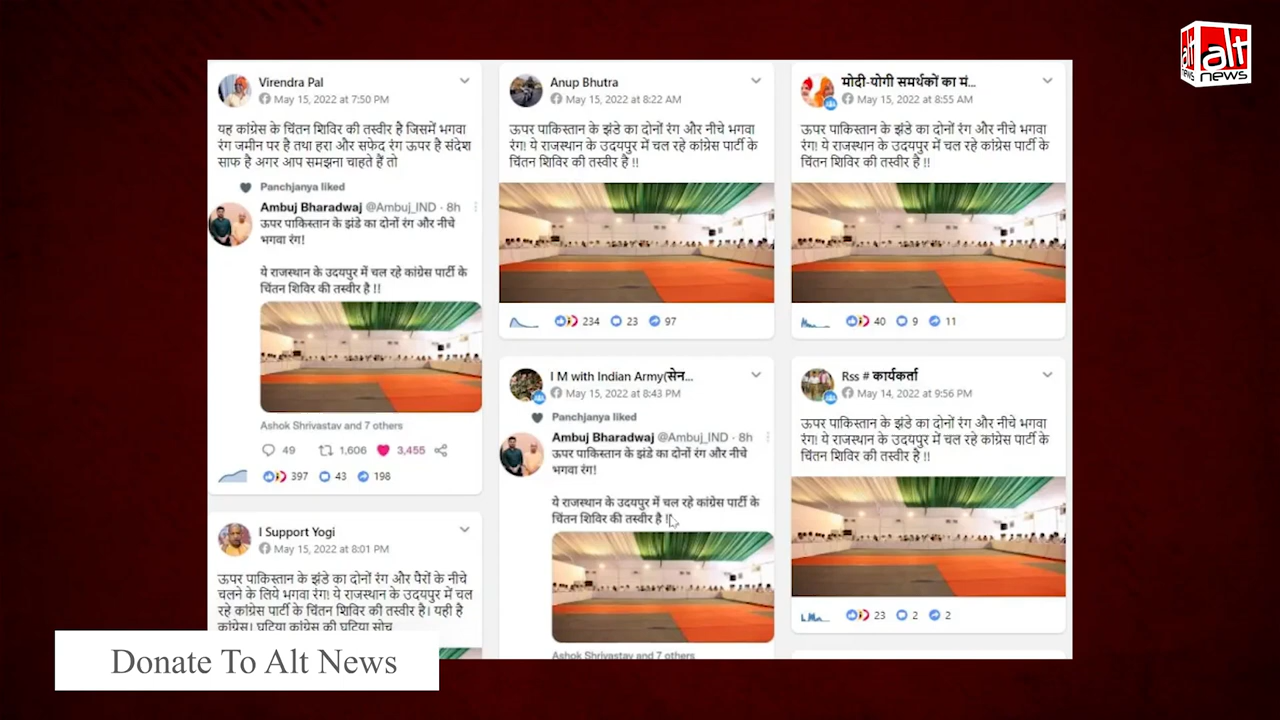 alt
news
Virendra Pal
May 15, 2022 at 7:50 PM
यह कांग्रेस के चिंतन शिविर की तस्वीर है जिसमें भगवा
रंग जमीन पर है तथा हरा और सफेद रंग ऊपर है संदेश
साफ है अगर आप समझना चाहते हैं तो
Panchjanya liked
Ambuj Bharadwaj @Ambuj_IND · 8h
ऊपर पाकिस्तान के झंडे का दोनों रंग और नीचे
भगवा रंग!
ये राजस्थान के उदयपुर में चल रहे कांग्रेस पार्टी के
चिंतन शिविर की तस्वीर है !!
Ashok Shrivastav and 7 others
49 1,606 3,455
397 43 198
I Support Yogi
May 15, 2022 at 8:01 PM
ऊपर पाकिस्तान के झंडे का दोनों रंग और पैरों के नीचे
चलने के लिये भगवा रंग! ये राजस्थान के उदयपुर में चल
रहे कांग्रेस पार्टी के चिंतन शिविर की तस्वीर है। यही है
कांग्रेस। घटिया कांग्रेस की घटिया सोच
Anup Bhutra
May 15, 2022 at 8:22 AM
ऊपर पाकिस्तान के झंडे का दोनों रंग और नीचे भगवा
रंग! ये राजस्थान के उदयपुर में चल रहे कांग्रेस पार्टी के
चिंतन शिविर की तस्वीर है !!
234 23 97
I M with Indian Army(सेन...
May 15, 2022 at 8:43 PM
Panchjanya liked
Ambuj Bharadwaj @Ambuj_IND · 8h
ऊपर पाकिस्तान के झंडे का दोनों रंग और नीचे
भगवा रंग!
ये राजस्थान के उदयपुर में चल रहे कांग्रेस पार्टी के
चिंतन शिविर की तस्वीर है !!
Ashok Shrivastav and 7 others
मोदी-योगी समर्थकों का मं...
May 15, 2022 at 8:55 AM
ऊपर पाकिस्तान के झंडे का दोनों रंग और नीचे भगवा
रंग! ये राजस्थान के उदयपुर में चल रहे कांग्रेस पार्टी के
चिंतन शिविर की तस्वीर है !!
40 9 11
Rss # कार्यकर्ता
May 14, 2022 at 9:56 PM
ऊपर पाकिस्तान के झंडे का दोनों रंग और नीचे भगवा
रंग! ये राजस्थान के उदयपुर में चल रहे कांग्रेस पार्टी के
चिंतन शिविर की तस्वीर है !!
23 2 2
Donate To Alt News